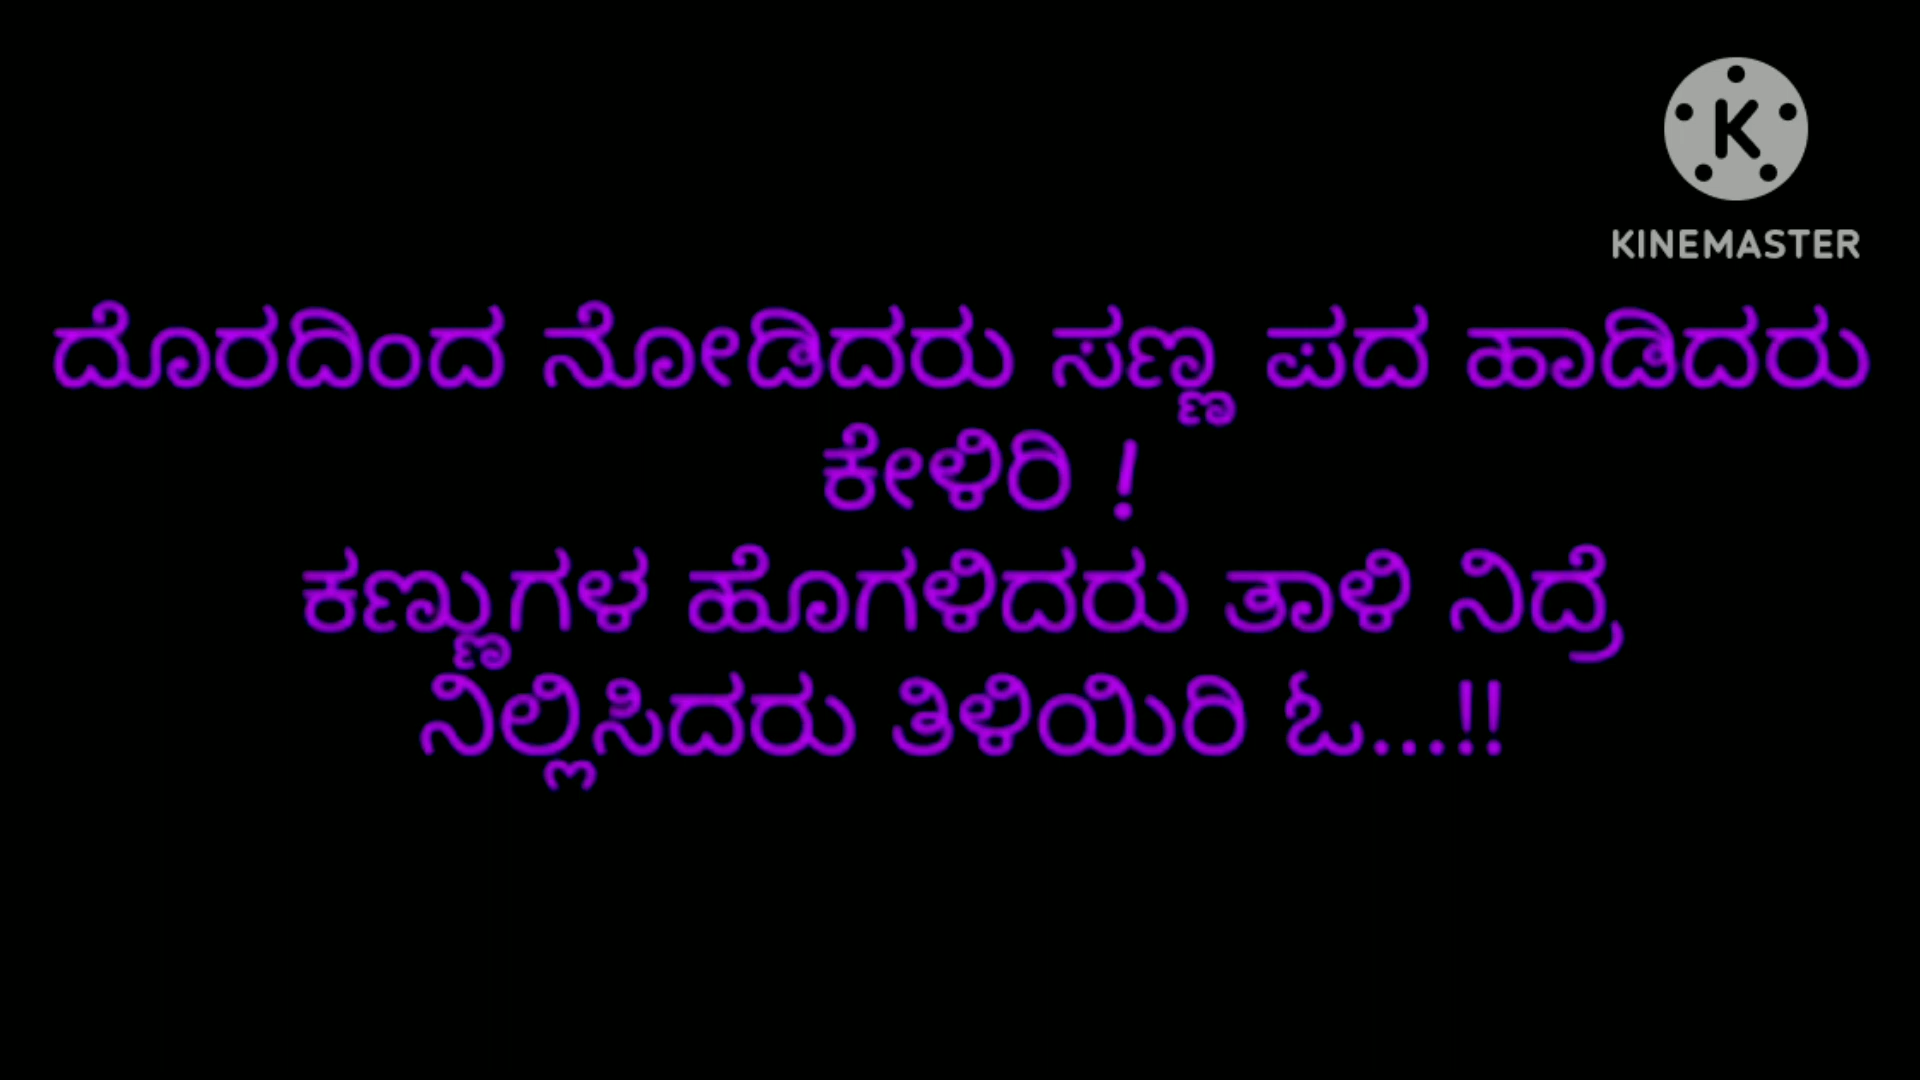 KINEMASTER
ದೊರದಿಂದ ನೋಡಿದರು ಸಣ್ಣ ಪದ ಹಾಡಿದರು
ಕೇಳಿರಿ !
ಕಣ್ಣುಗಳ ಹೊಗಳಿದರು ತಾಳಿ ನಿದ್ರೆ
ನಿಲ್ಲಿಸಿದರು ತಿಳಿಯಿರಿ ಓ...!!